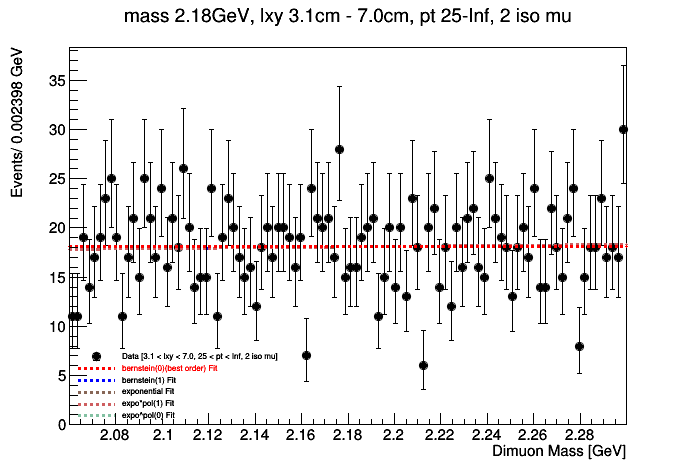 mass 2.18GeV, lxy 3.1cm - 7.0cm, pt 25-Inf, 2 iso mu
Events/ 0.002398 GeV
35
30
25
20
15
10
5
0
Data [3.1 < lxy < 7.0, 25 < pt < Inf, 2 iso mu]
bernstein(0)(best order) Fit
bernstein(1) Fit
exponential Fit
expo*pol(1) Fit
expo^pol(0) Fit
2.08 2.1 2.12 2.14 2.16 2.18 2.2 2.22 2.24 2.26 2.28
Dimuon Mass [GeV]